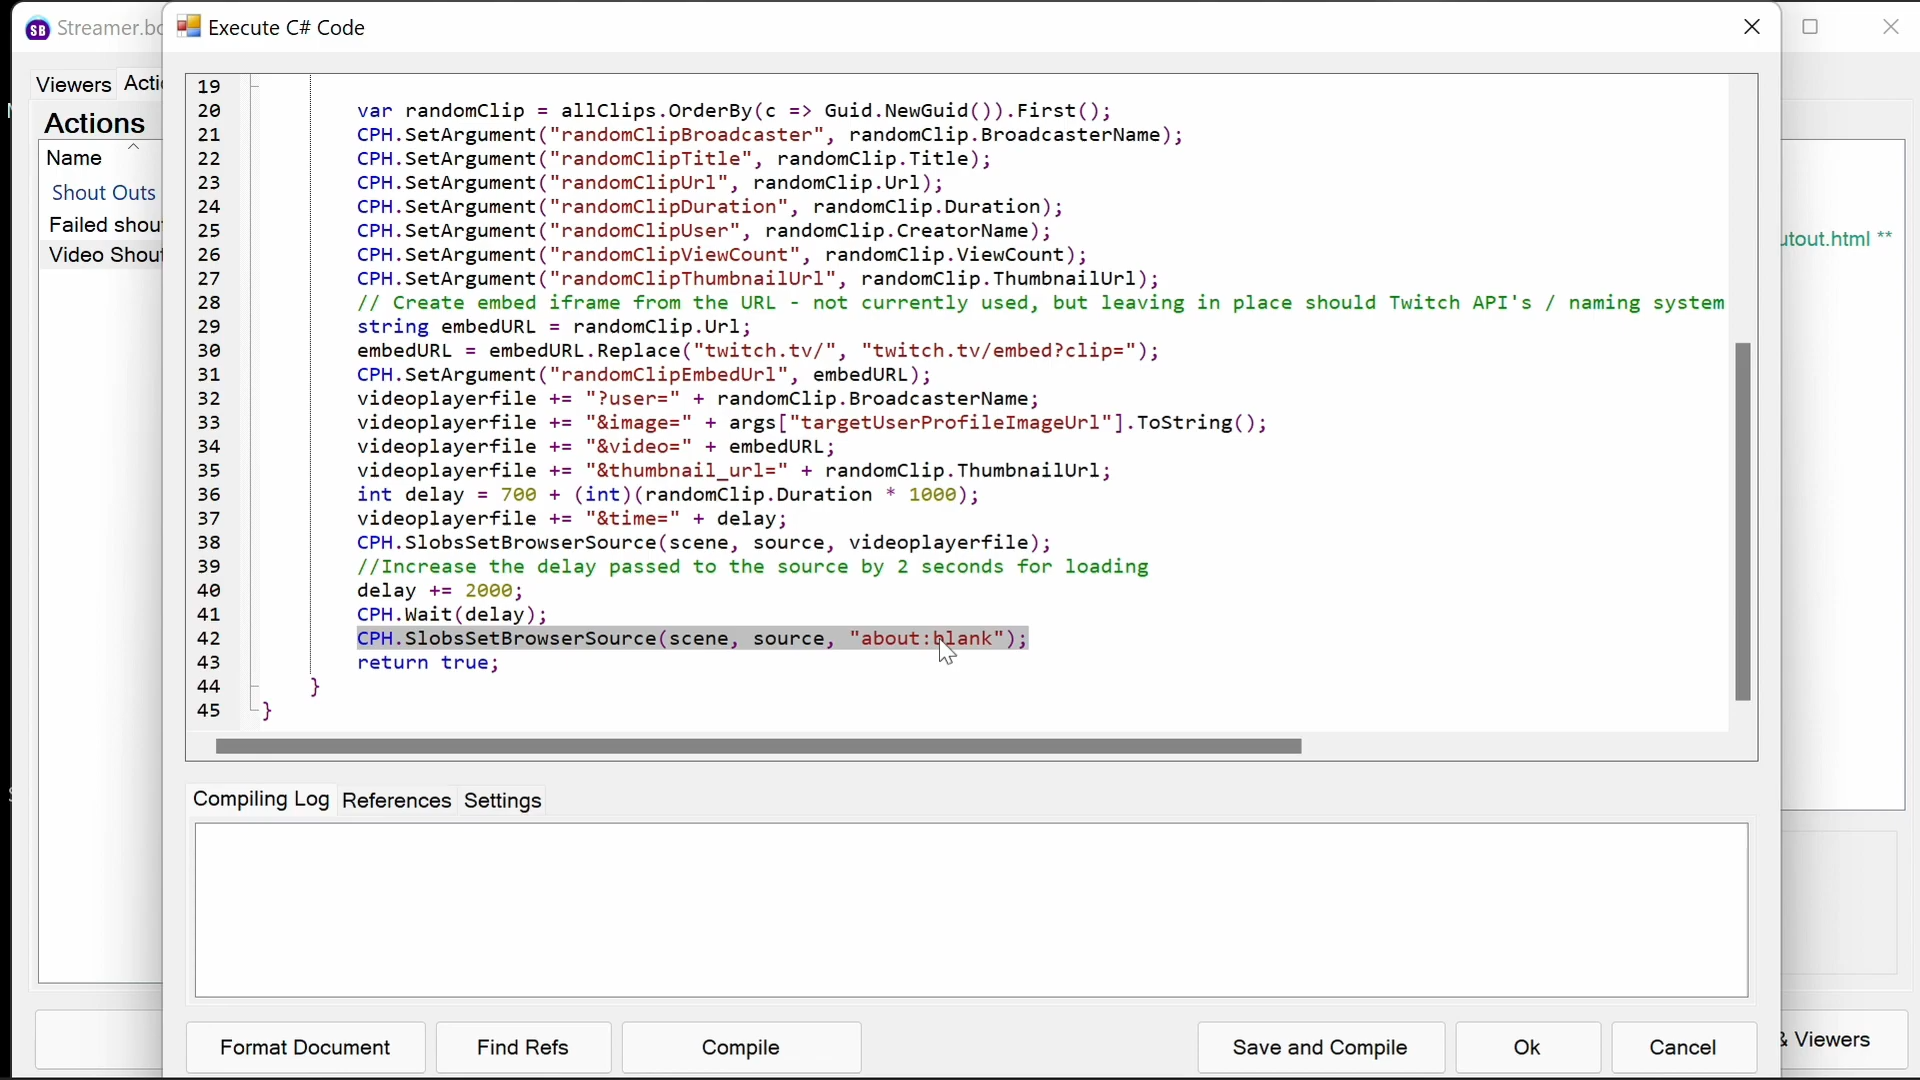 Streamer.bo
Execute C# Code
Viewers
Acti
Actions
Name
Shout Outs
Failed shout
Video Shout
19
20 var randomClip = allClips.OrderBy(c => Guid.NewGuid()).First();
21 CPH.SetArgument("randomClipBroadcaster", randomClip.BroadcasterName);
22 CPH.SetArgument("randomClipTitle", randomClip.Title);
23 CPH.SetArgument("randomClipUrl", randomClip.Url);
24 CPH.SetArgument("randomClipDuration", randomClip.Duration);
25 CPH.SetArgument("randomClipUser", randomClip.CreatorName);
26 CPH.SetArgument("randomClipViewCount", randomClip.ViewCount);
27 CPH.SetArgument("randomClipThumbnailUrl", randomClip.ThumbnailUrl);
28 // Create embed iframe from the URL - not currently used, but leaving in place should Twitch API's / naming system
29 string embedURL = randomClip.Url;
30 embedURL = embedURL.Replace("twitch.tv/", "twitch.tv/embed?clip=");
31 CPH.SetArgument("randomClipEmbedUrl", embedURL);
32 videoplayerfile += "?user=" + randomClip.BroadcasterName;
33 videoplayerfile += "&image=" + args["targetUserProfileImageUrl"].ToString();
34 videoplayerfile += "&video=" + embedURL;
35 videoplayerfile += "&thumbnail_url=" + randomClip.ThumbnailUrl;
36 int delay = 700 + (int)(randomClip.Duration * 1000);
37 videoplayerfile += "&time=" + delay;
38 CPH.SlobsSetBrowserSource(scene, source, videoplayerfile);
39 //Increase the delay passed to the source by 2 seconds for loading
40 delay += 2000;
41 CPH.Wait(delay);
42 CPH.SlobsSetBrowserSource(scene, source, "about:blank");
43 return true;
44 }
45 }
utout.html **
Compiling Log References Settings
Format Document
Find Refs
Compile
Save and Compile
Ok
Cancel
& Viewers